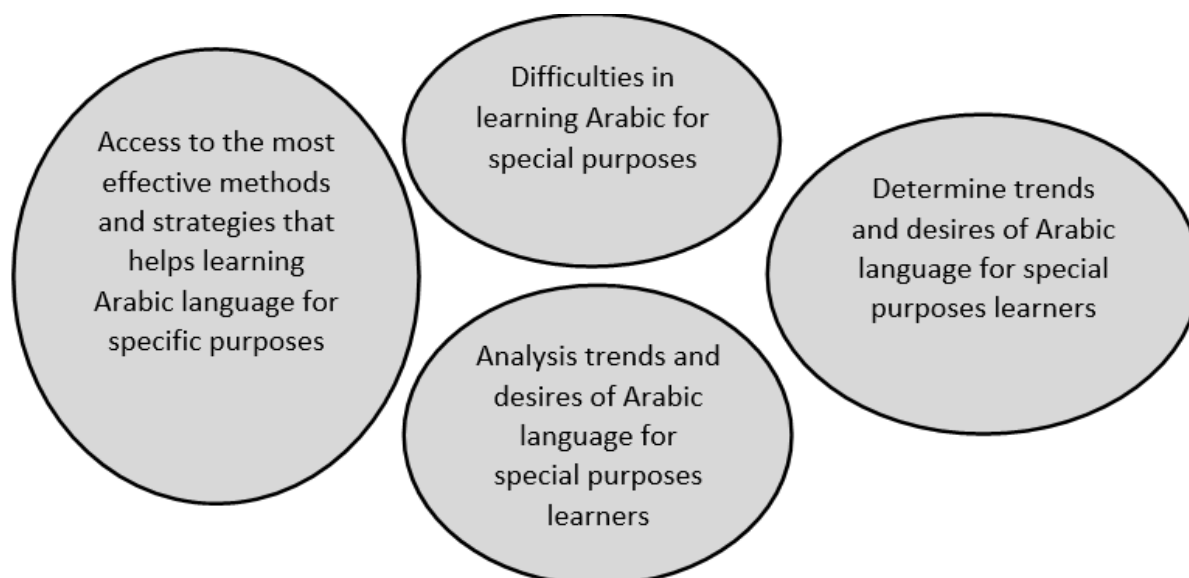 Access to the most
effective methods
and strategies that
helps learning
Arabic language for
specific purposes
Difficulties in
learning Arabic for
special purposes
Analysis trends and
desires of Arabic
language for
special purposes
learners
Determine trends
and desires of Arabic
language for special
purposes learners